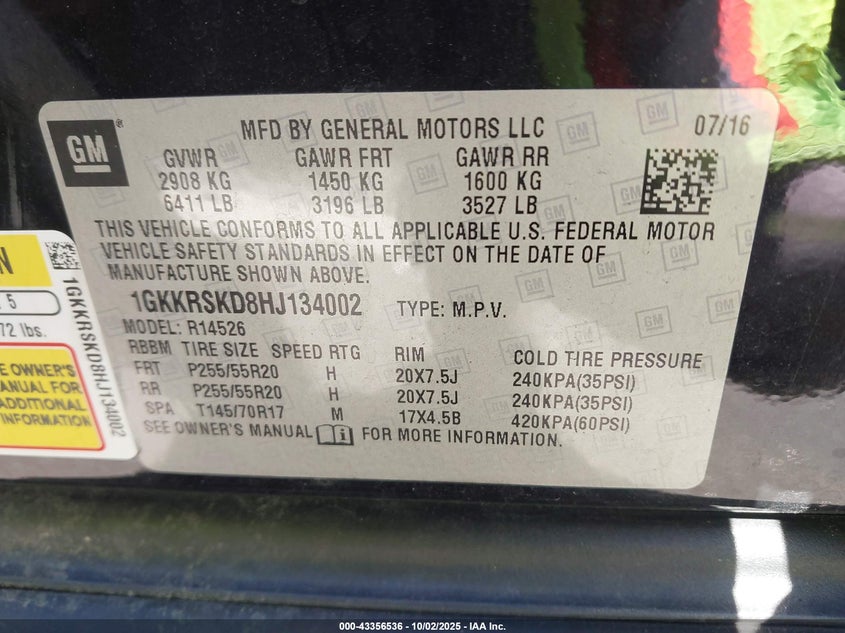 GM
MFD BY GENERAL MOTORS LLC 07/16
GVWR GAWR FRT GAWR RR
2908 KG 1450 KG 1600 KG
6411 LB 3196 LB 3527 LB
THIS VEHICLE CONFORMS TO ALL APPLICABLE U.S. FEDERAL MOTOR
VEHICLE SAFETY STANDARDS IN EFFECT ON THE DATE OF
MANUFACTURE SHOWN ABOVE.
1GKKRSKD8HJ134002 TYPE: M.P.V.
MODEL: R14526
RBBM TIRE SIZE SPEED RTG RIM COLD TIRE PRESSURE
FRT P255/55R20 H 20X7.5J 240KPA(35PSI)
RR P255/55R20 H 20X7.5J 240KPA(35PSI)
SPA T145/70R17 M 17X4.5B 420KPA(60PSI)
SEE OWNER'S MANUAL FOR MORE INFORMATION.
N
5
72 lbs.
E OWNER'S
ANUAL FOR
ADDITIONAL
INFORMATION
1GKKRSKD8HJ134002
000-43356536 - 10/02/2025 - IAA Inc.